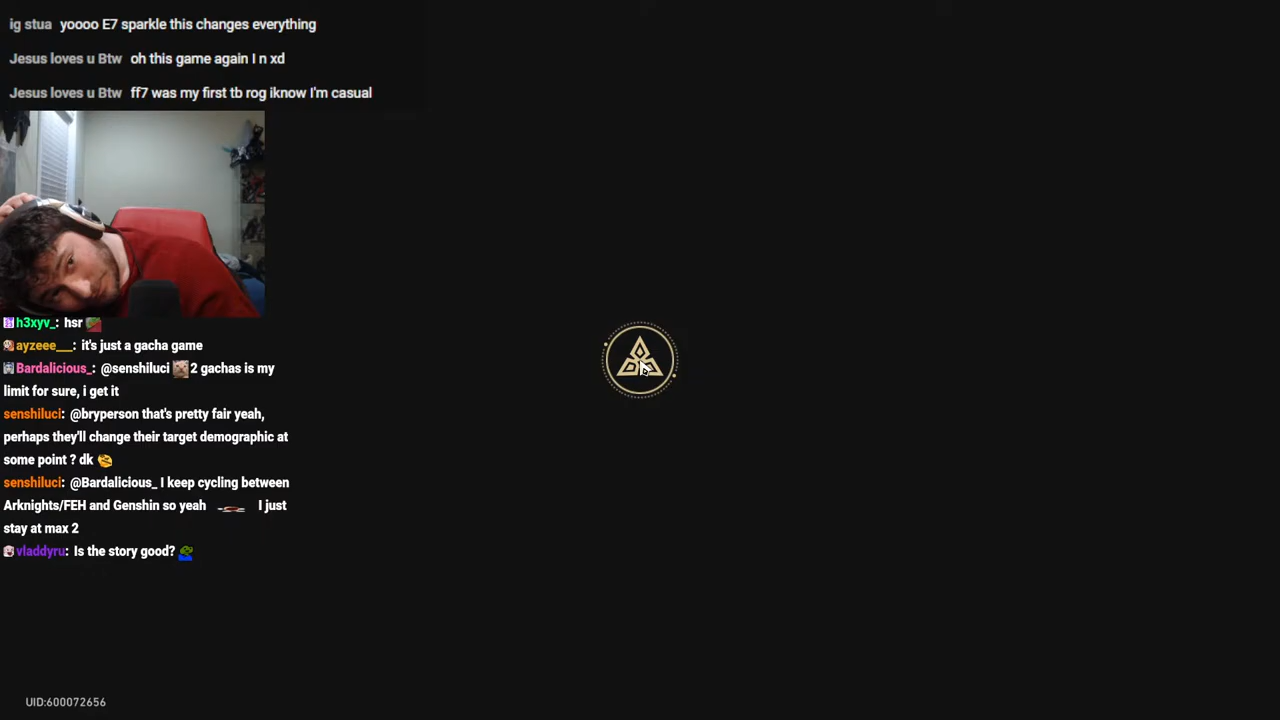 ig stua yoooo E7 sparkle this changes everything
Jesus loves u Btw oh this game again I n xd
Jesus loves u Btw ff7 was my first tb rog iknow I'm casual
h3xyv_: hsr
ayzeee__: it's just a gacha game
Bardalicious_: @senshiluci 2 gachas is my
limit for sure, i get it
senshiluci: @bryperson that's pretty fair yeah,
perhaps they'll change their target demographic at
some point ? dk
senshiluci: @Bardalicious_ I keep cycling between
Arknights/FEH and Genshin so yeah I just
stay at max 2
vladdyru: Is the story good?
UID:600072656